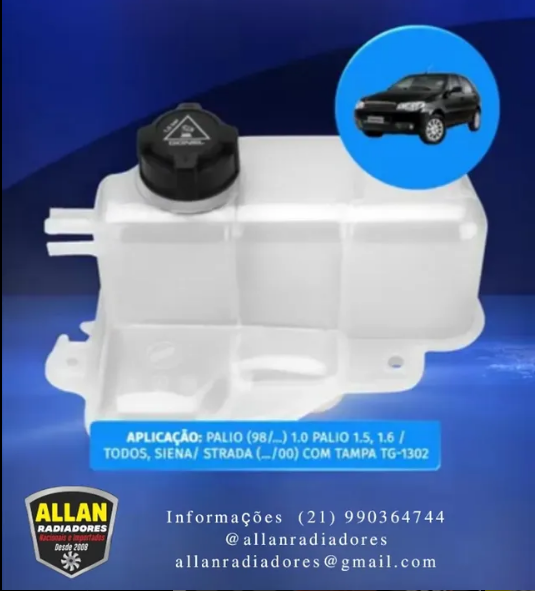 GONEL
APLICAÇÃO: PALIO (98/...) 1.0 PALIO 1.5, 1.6 /
TODOS, SIENA/ STRADA (.../00) COM TAMPA TG-1302
ALLAN
RADIADORES
Nacionais e Importados
Desde 2008
Informações (21) 990364744
@allanradiadores
allanradiadores@gmail.com